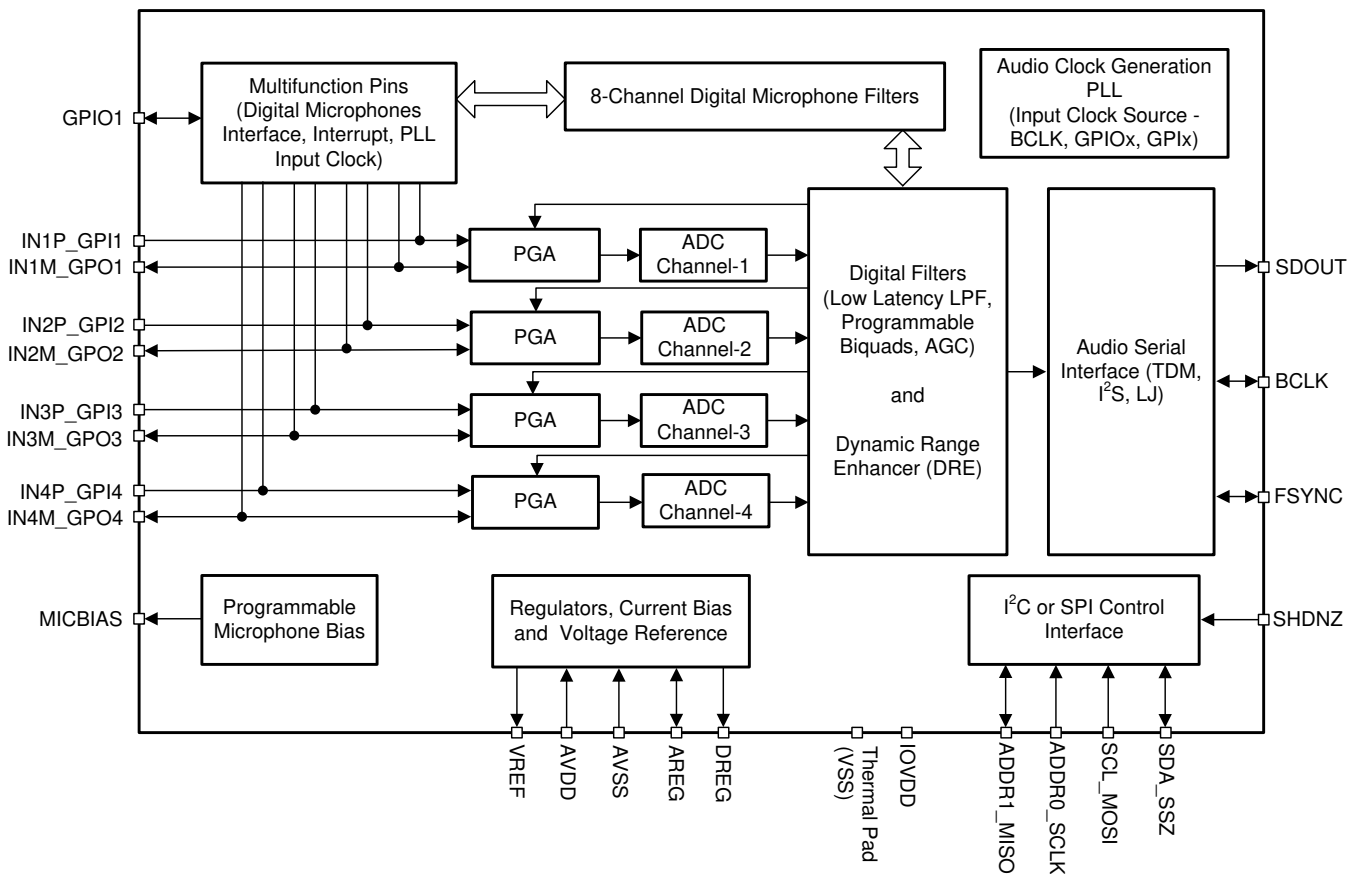 Multifunction Pins
(Digital Microphones
Interface, Interrupt, PLL
Input Clock)
8-Channel Digital Microphone Filters
Audio Clock Generation
PLL
(Input Clock Source -
BCLK, GPIOx, GPIx)
GPIO1
IN1P_GPI1
IN1M_GPO1
IN2P_GPI2
IN2M_GPO2
IN3P_GPI3
IN3M_GPO3
IN4P_GPI4
IN4M_GPO4
MICBIAS
PGA
ADC
Channel-1
PGA
ADC
Channel-2
PGA
ADC
Channel-3
PGA
ADC
Channel-4
Digital Filters
(Low Latency LPF,
Programmable
Biquads, AGC)
and
Dynamic Range
Enhancer (DRE)
Audio Serial
Interface (TDM,
I²S, LJ)
SDOUT
BCLK
FSYNC
SHDNZ
Programmable
Microphone Bias
Regulators, Current Bias
and Voltage Reference
I²C or SPI Control
Interface
VREF
AVDD
AVSS
AREG
DREG
Thermal Pad
(VSS)
IOVDD
ADDR1_MISO
ADDR0_SCLK
SCL_MOSI
SDA_SSZ